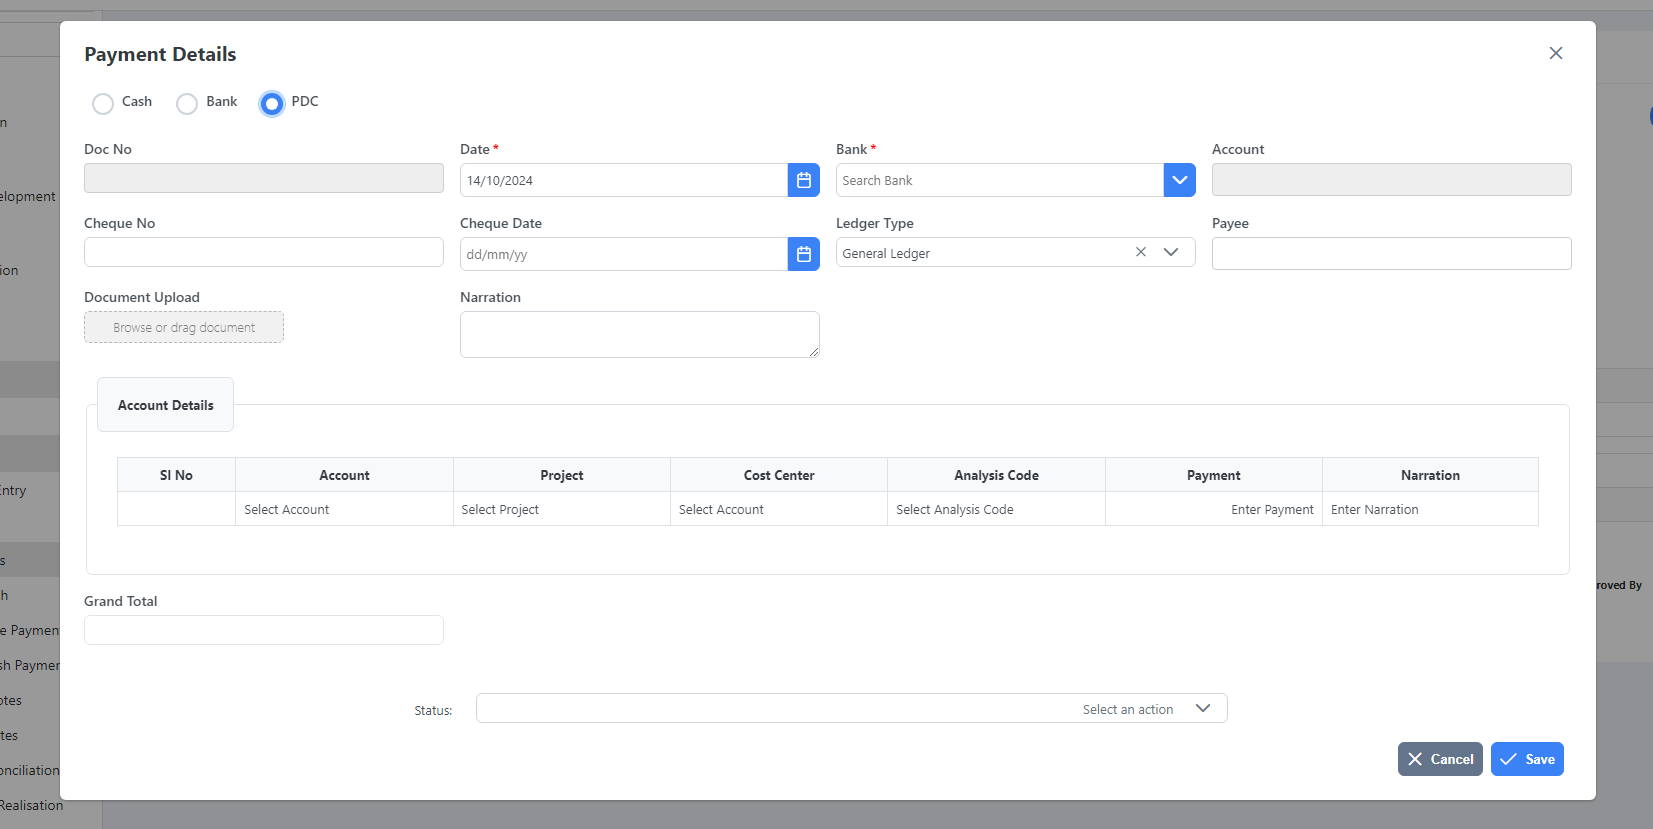 Payment Details
Cash Bank PDC
Doc No Date * Bank * Account
14/10/2024 Search Bank
Cheque No Cheque Date Ledger Type Payee
dd/mm/yy General Ledger
Document Upload Narration
Browse or drag document
Account Details
Sl No Account Project Cost Center Analysis Code Payment Narration
Select Account Select Project Select Account Select Analysis Code Enter Payment Enter Narration
Grand Total
Status: Select an action
Cancel Save
n
elopment
ion
Entry
s
h
e Payment
sh Paymen
otes
tes
onciliation
Realisation
roved By